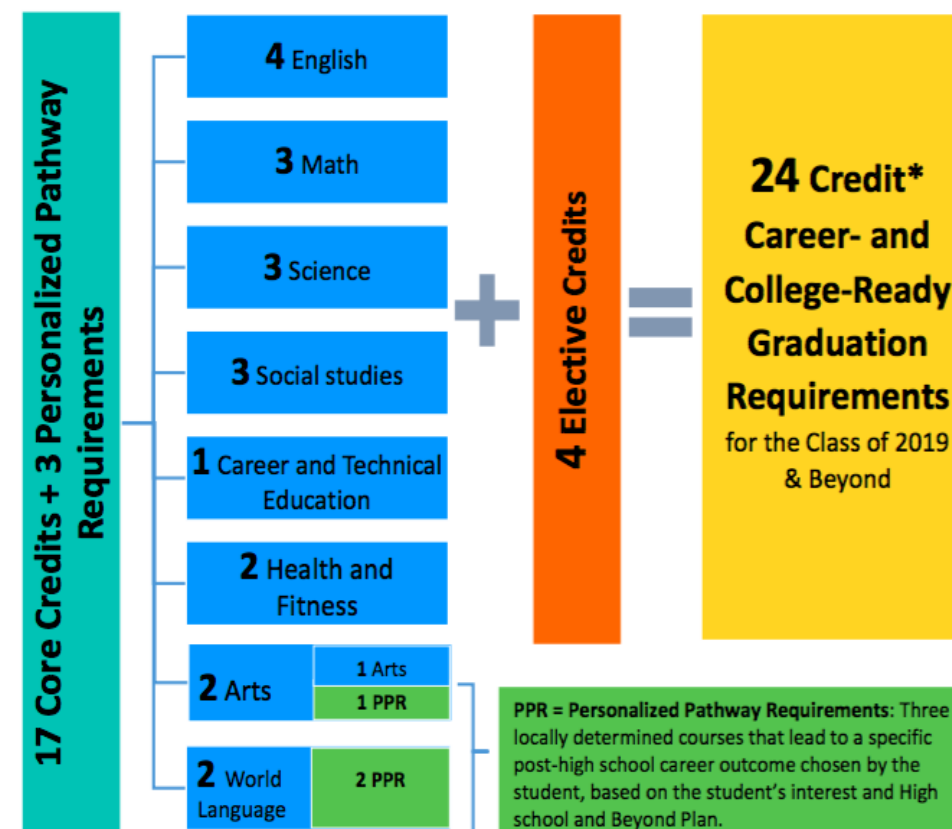 17 Core Credits + 3 Personalized Pathway
Requirements
4 English
3 Math
3 Science
3 Social studies
1 Career and Technical
Education
2 Health and
Fitness
2 Arts
1 Arts
1 PPR
2 World
Language
2 PPR
+
4 Elective Credits
=
24 Credit*
Career- and
College-Ready
Graduation
Requirements
for the Class of 2019
& Beyond
PPR = Personalized Pathway Requirements: Three
locally determined courses that lead to a specific
post-high school career outcome chosen by the
student, based on the student's interest and High
school and Beyond Plan.